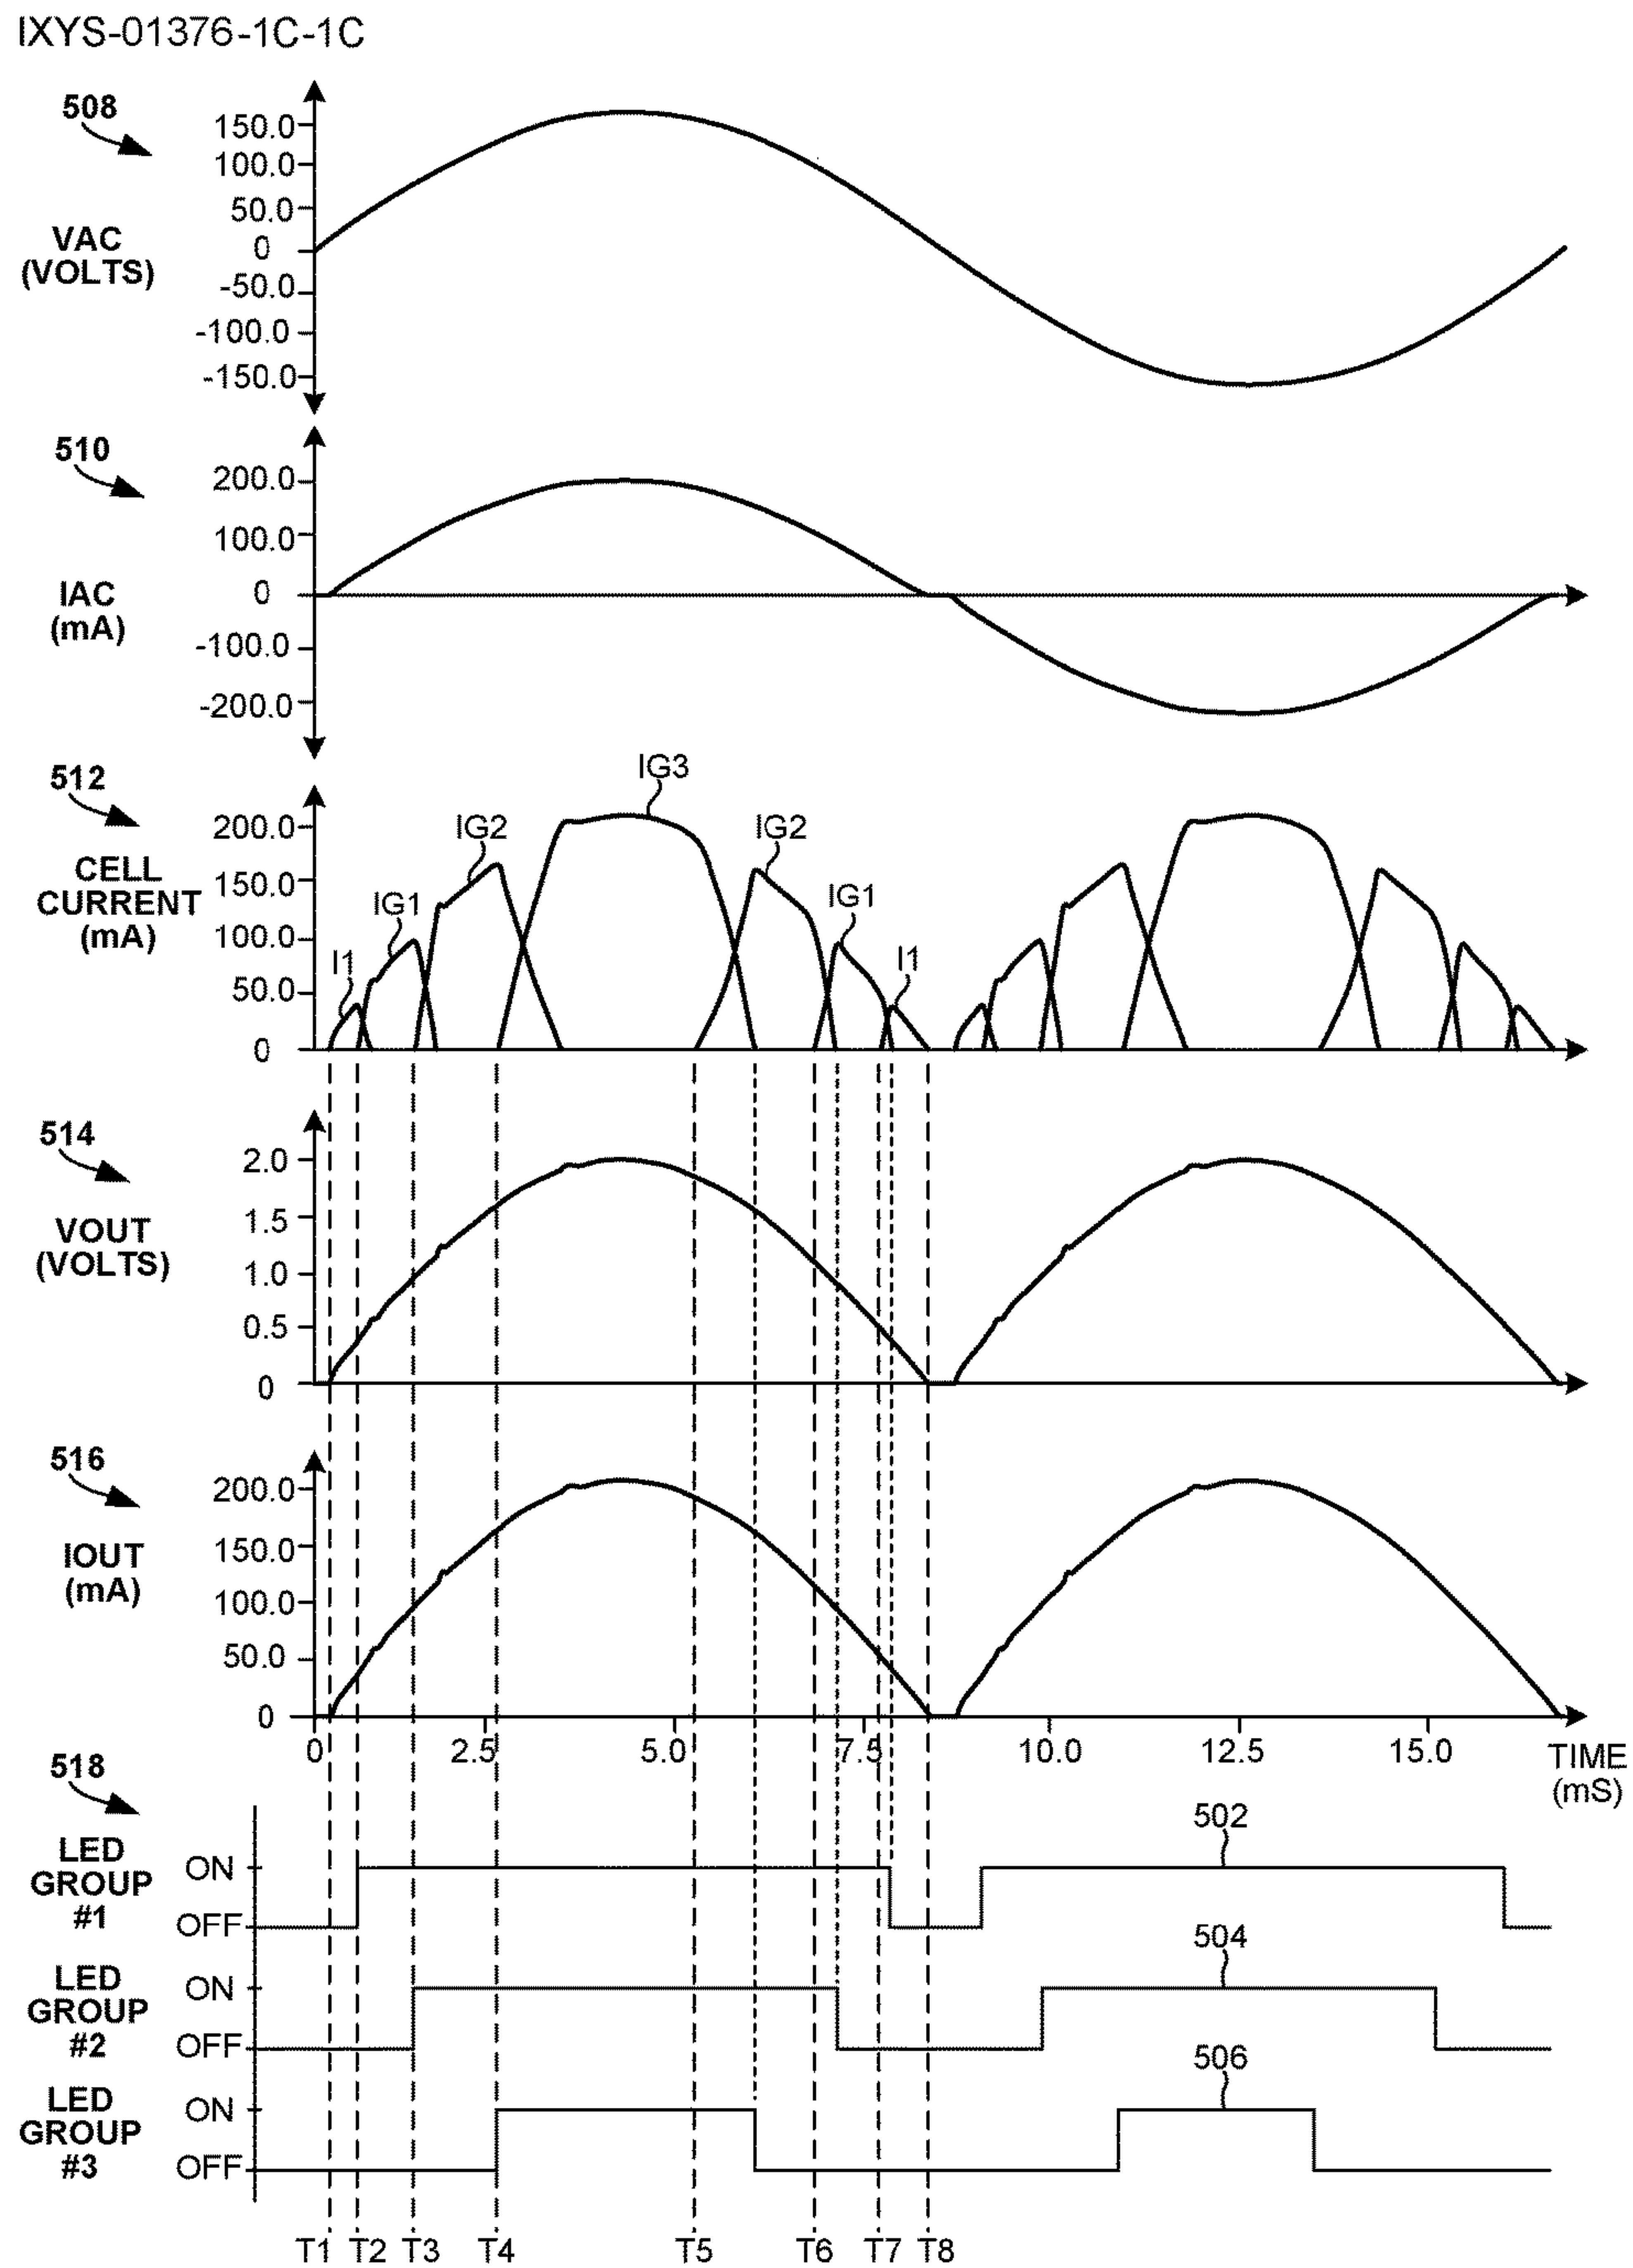 IXYS-01376-1C-1C
508
150.0
100.0
50.0
VAC
(VOLTS)
0
-50.0
-100.0
-150.0
510
200.0
100.0
IAC
(mA)
0
-100.0
-200.0
512
IG3
200.0
IG2
IG2
CELL
CURRENT
(mA)
150.0
IG1
IG1
100.0
I1
I1
50.0
0
514
2.0
VOUT
(VOLTS)
1.5
1.0
0.5
0
516
200.0
IOUT
(mA)
150.0
100.0
50.0
0
0
2.5
5.0
7.5
10.0
12.5
15.0
TIME
(mS)
518
502
LED
GROUP
#1
ON
OFF
504
LED
GROUP
#2
ON
OFF
506
LED
GROUP
#3
ON
OFF
T1
T2
T3
T4
T5
T6
T7
T8